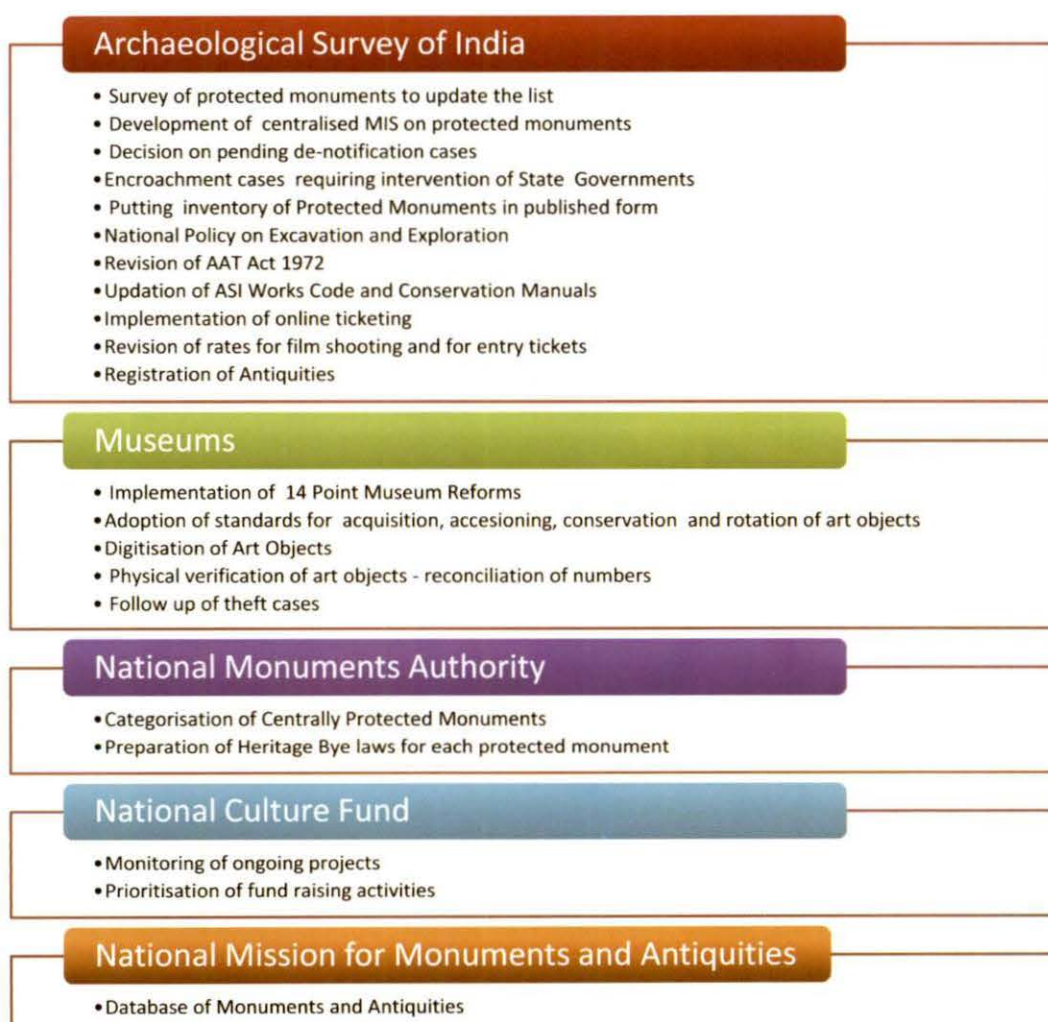 Archaeological Survey of India
• Survey of protected monuments to update the list
• Development of centralised MIS on protected monuments
• Decision on pending de-notification cases
• Encroachment cases requiring intervention of State Governments
• Putting inventory of Protected Monuments in published form
• National Policy on Excavation and Exploration
• Revision of AAT Act 1972
• Updation of ASI Works Code and Conservation Manuals
• Implementation of online ticketing
• Revision of rates for film shooting and for entry tickets
• Registration of Antiquities
Museums
• Implementation of 14 Point Museum Reforms
• Adoption of standards for acquisition, accesioning, conservation and rotation of art objects
• Digitisation of Art Objects
• Physical verification of art objects - reconciliation of numbers
• Follow up of theft cases
National Monuments Authority
• Categorisation of Centrally Protected Monuments
• Preparation of Heritage Bye laws for each protected monument
National Culture Fund
• Monitoring of ongoing projects
• Prioritisation of fund raising activities
National Mission for Monuments and Antiquities
• Database of Monuments and Antiquities